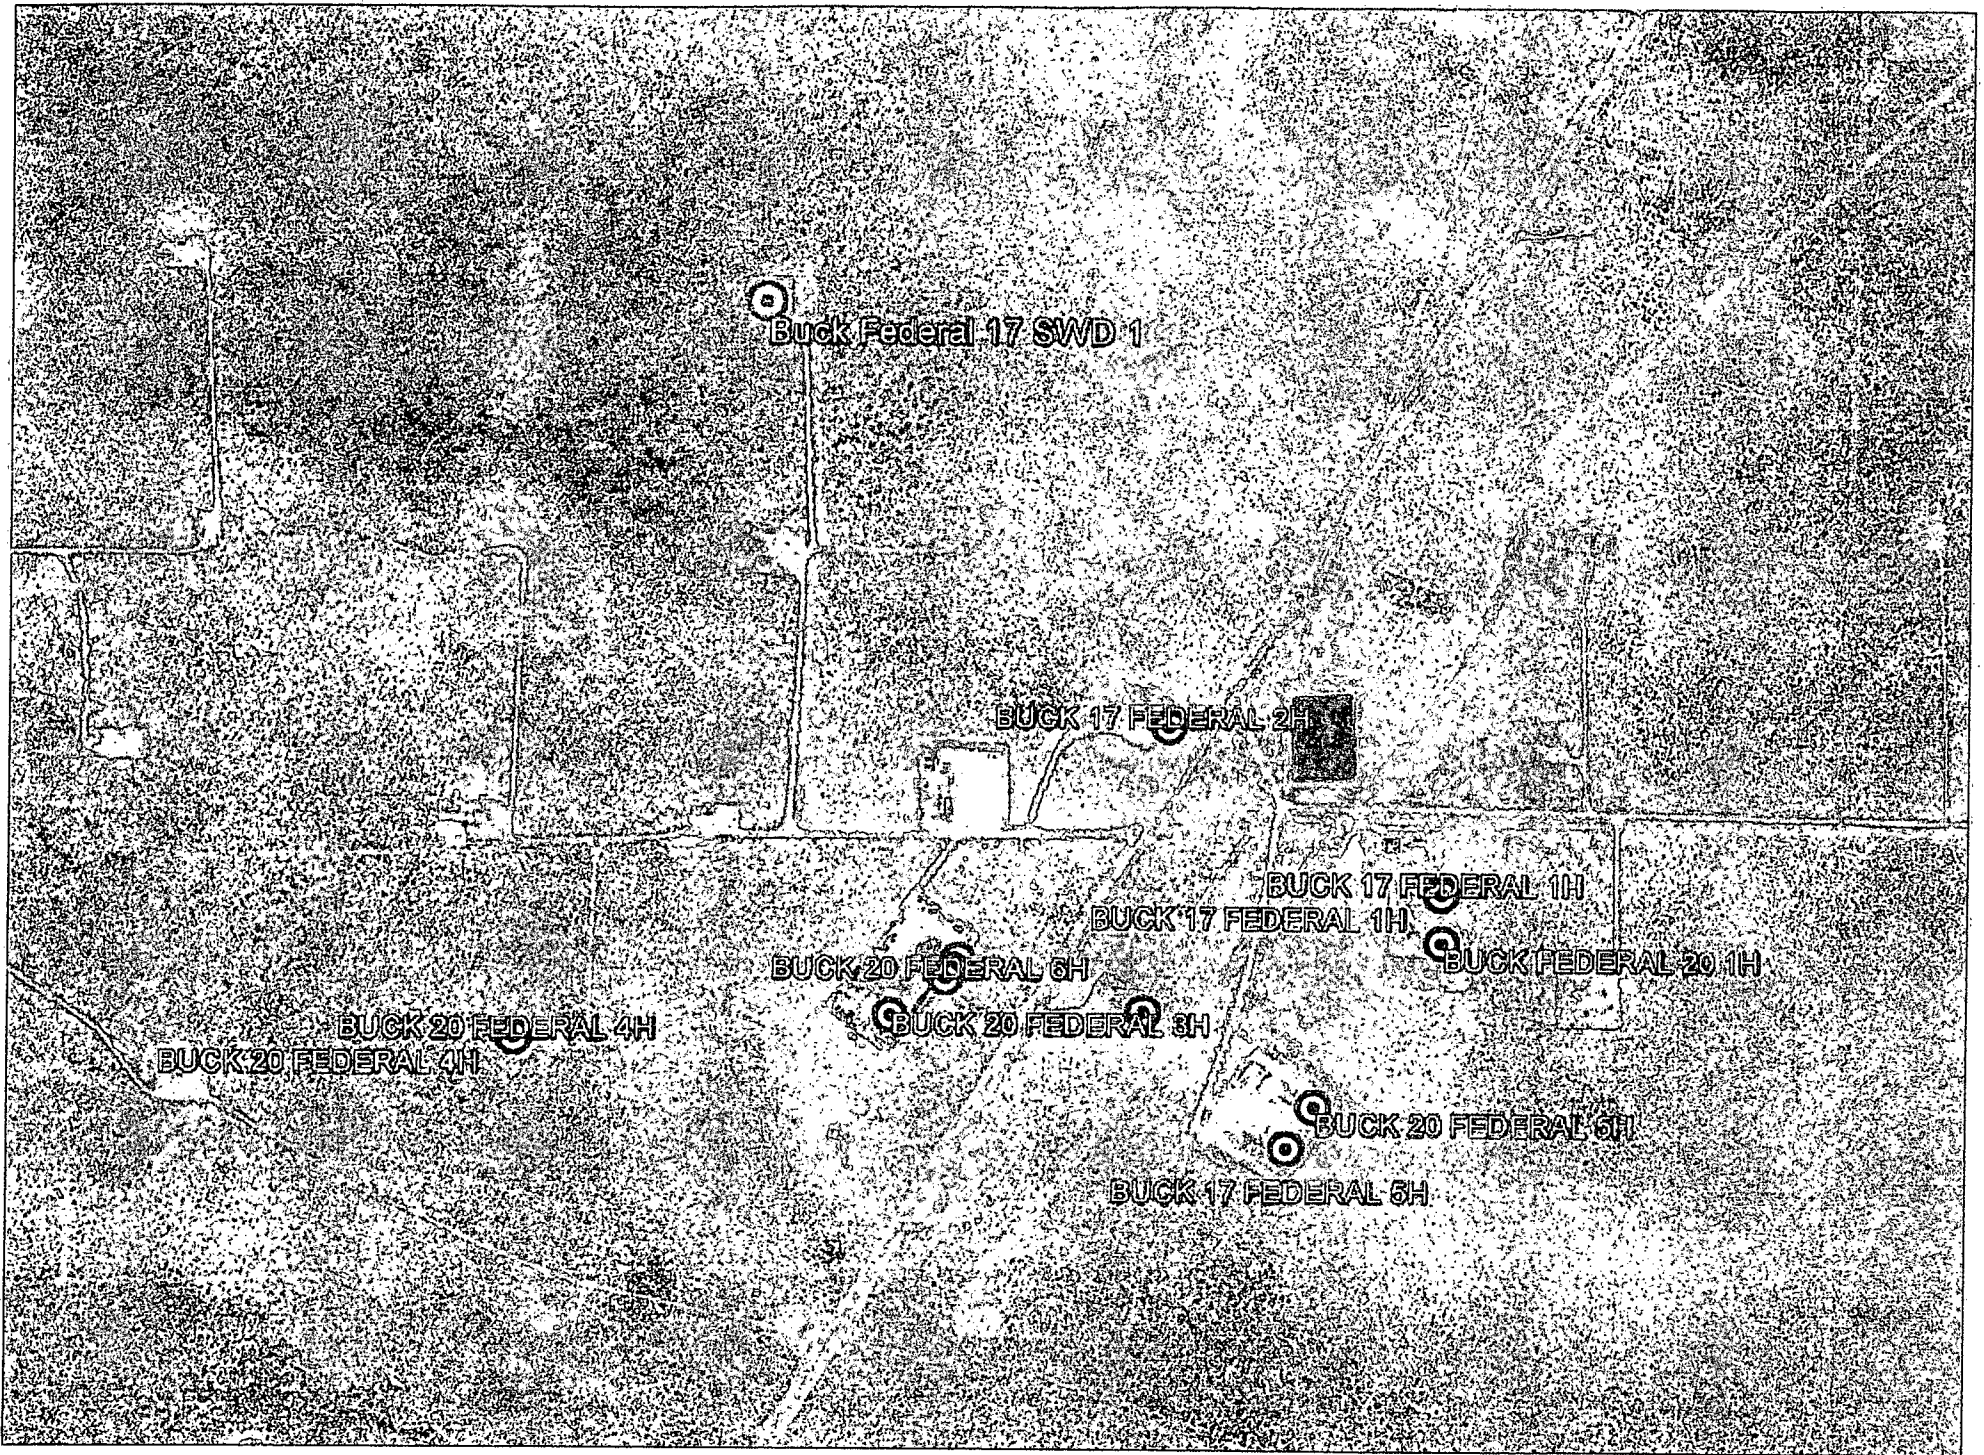 Buck Federal 17 SWD 1
BUCK 17 FEDERAL 2H
BUCK 17 FEDERAL 1H
BUCK 17 FEDERAL 1H
BUCK FEDERAL 20 1H
BUCK 20 FEDERAL 6H
BUCK 20 FEDERAL 3H
BUCK 20 FEDERAL 4H
BUCK 20 FEDERAL 4H
BUCK 20 FEDERAL 5H
BUCK 17 FEDERAL 5H